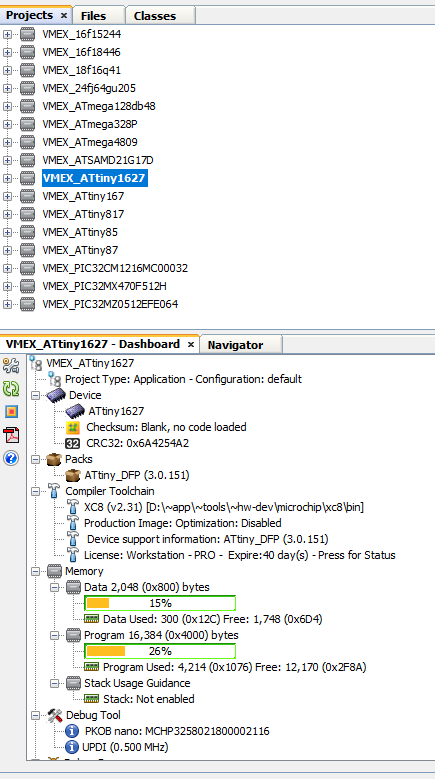 Projects × Files Classes
VMEX_16f15244
VMEX_16f18446
VMEX_18f16q41
VMEX_24fj64gu205
VMEX_ATmega128db48
VMEX_ATmega328P
VMEX_ATmega4809
VMEX_ATSAMD21G17D
VMEX_ATtiny1627
VMEX_ATtiny167
VMEX_ATtiny817
VMEX_ATtiny85
VMEX_ATtiny87
VMEX_PIC32CM1216MC00032
VMEX_PIC32MX470F512H
VMEX_PIC32MZ0512EFE064
VMEX_ATtiny1627 - Dashboard × Navigator
VMEX_ATtiny1627
Project Type: Application - Configuration: default
Device
ATtiny1627
Checksum: Blank, no code loaded
32 CRC32: 0x6A4254A2
Packs
ATtiny_DFP (3.0.151)
Compiler Toolchain
XC8 (v2.31) [D:\~app\~tools\~hw-dev\microchip\xc8\bin]
Production Image: Optimization: Disabled
Device support information: ATtiny_DFP (3.0.151)
License: Workstation - PRO - Expire:40 day(s) - Press for Status
Memory
Data 2,048 (0x800) bytes
15%
Data Used: 300 (0x12C) Free: 1,748 (0x6D4)
Program 16,384 (0x4000) bytes
26%
Program Used: 4,214 (0x1076) Free: 12,170 (0x2F8A)
Stack Usage Guidance
Stack: Not enabled
Debug Tool
PKOB nano: MCHP3258021800002116
UPDI (0.500 MHz)